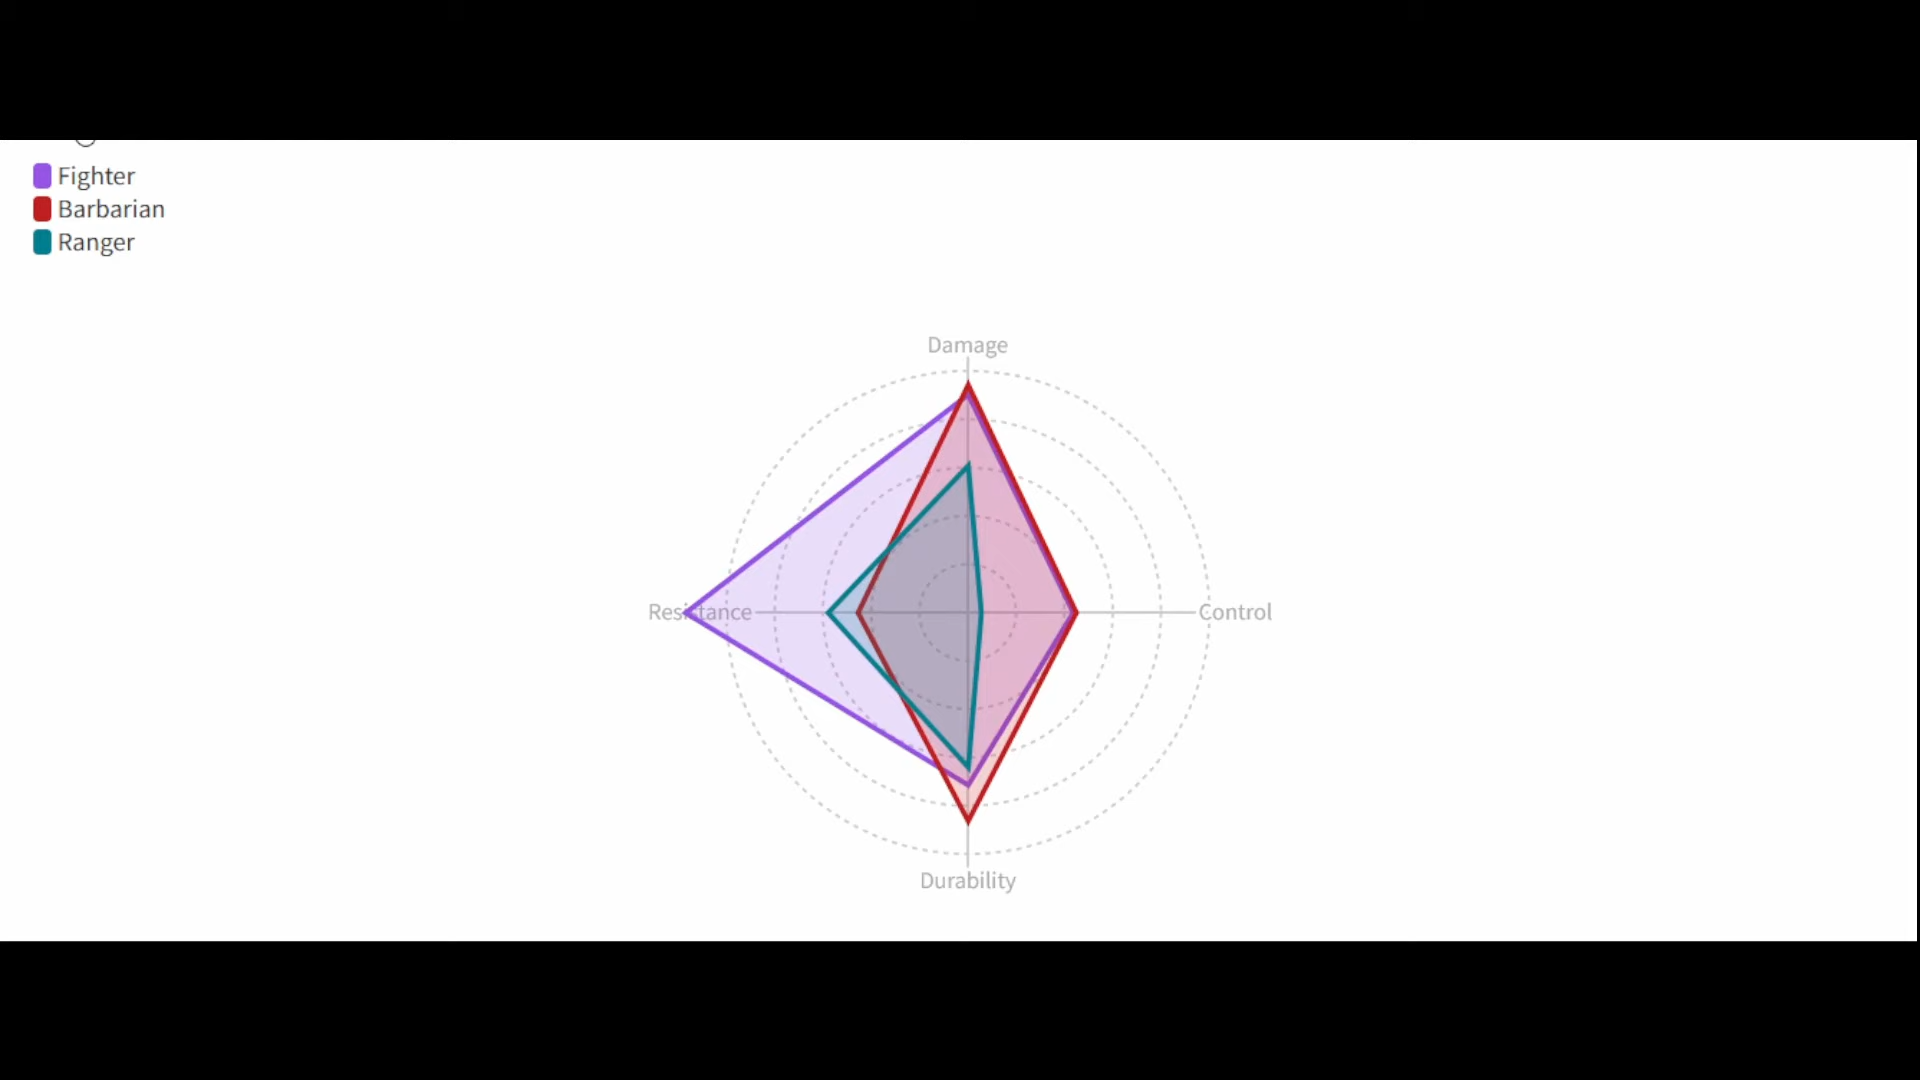 Fighter
Barbarian
Ranger
Damage
Resistance
Control
Durability